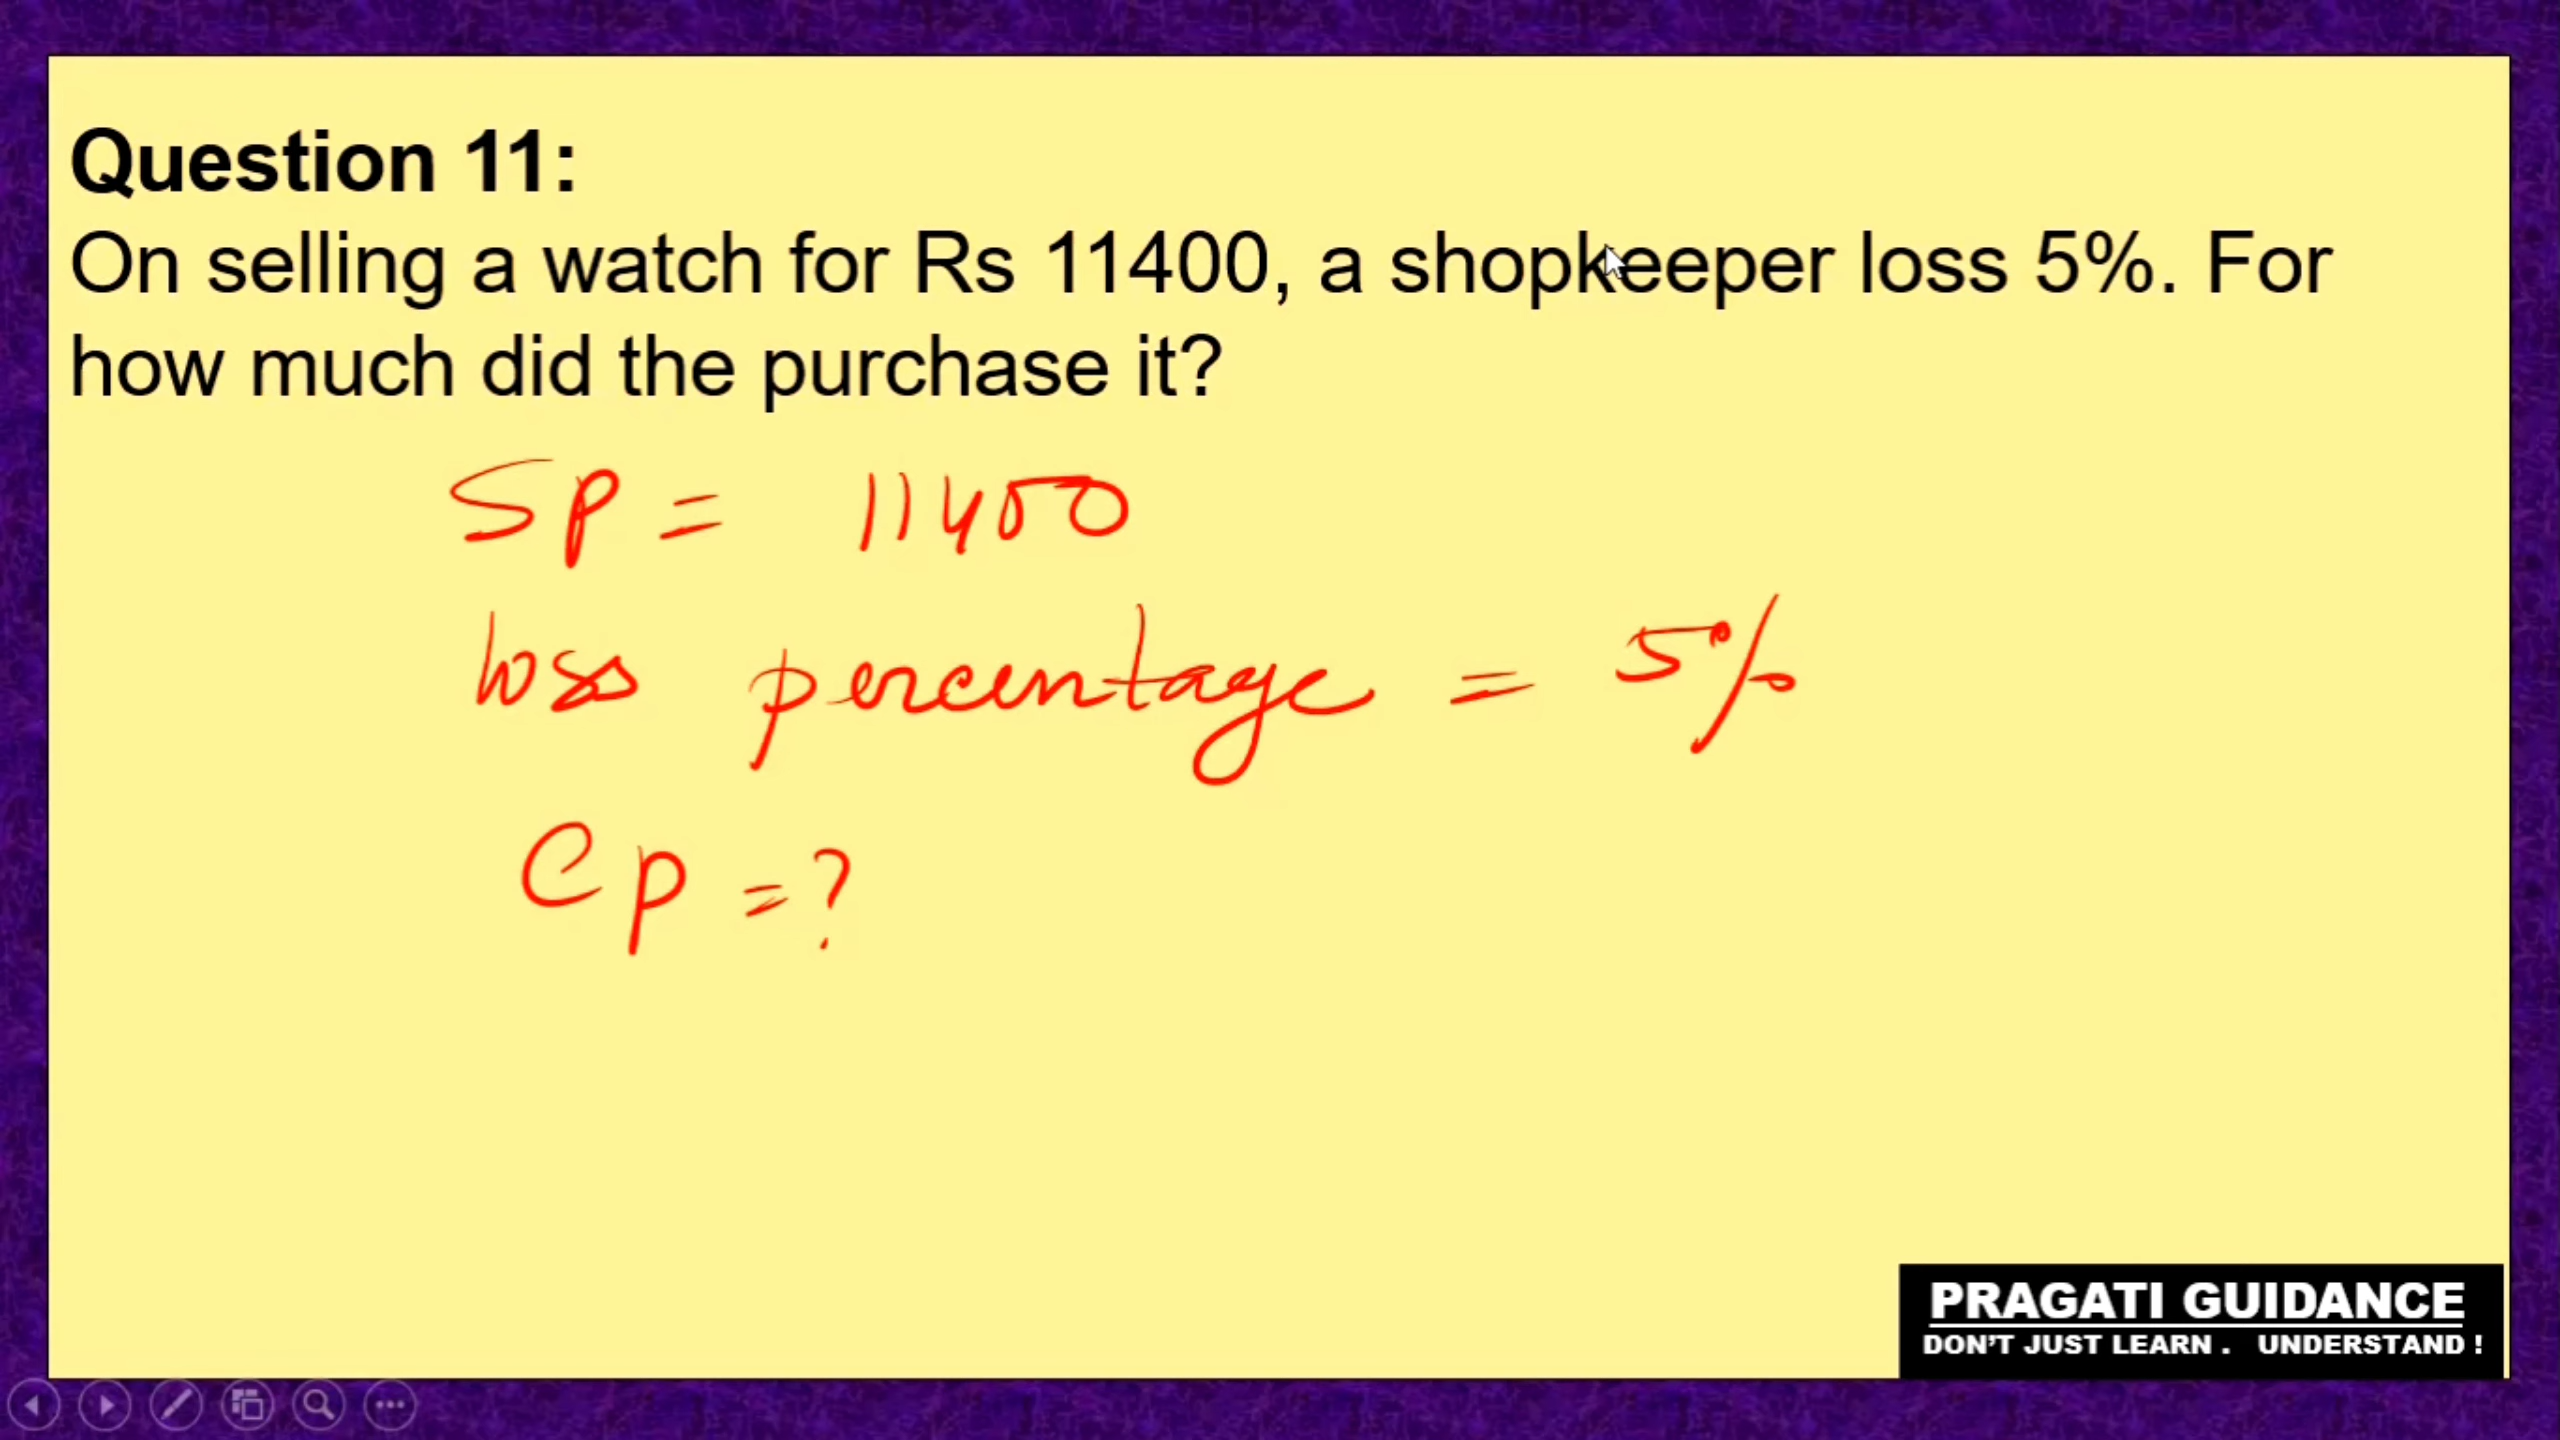 Question 11:
On selling a watch for Rs 11400, a shopkeeper loss 5%. For
how much did the purchase it?
SP = 11400
loss percentage = 5%
CP = ?
PRAGATI GUIDANCE
DON'T JUST LEARN . UNDERSTAND !